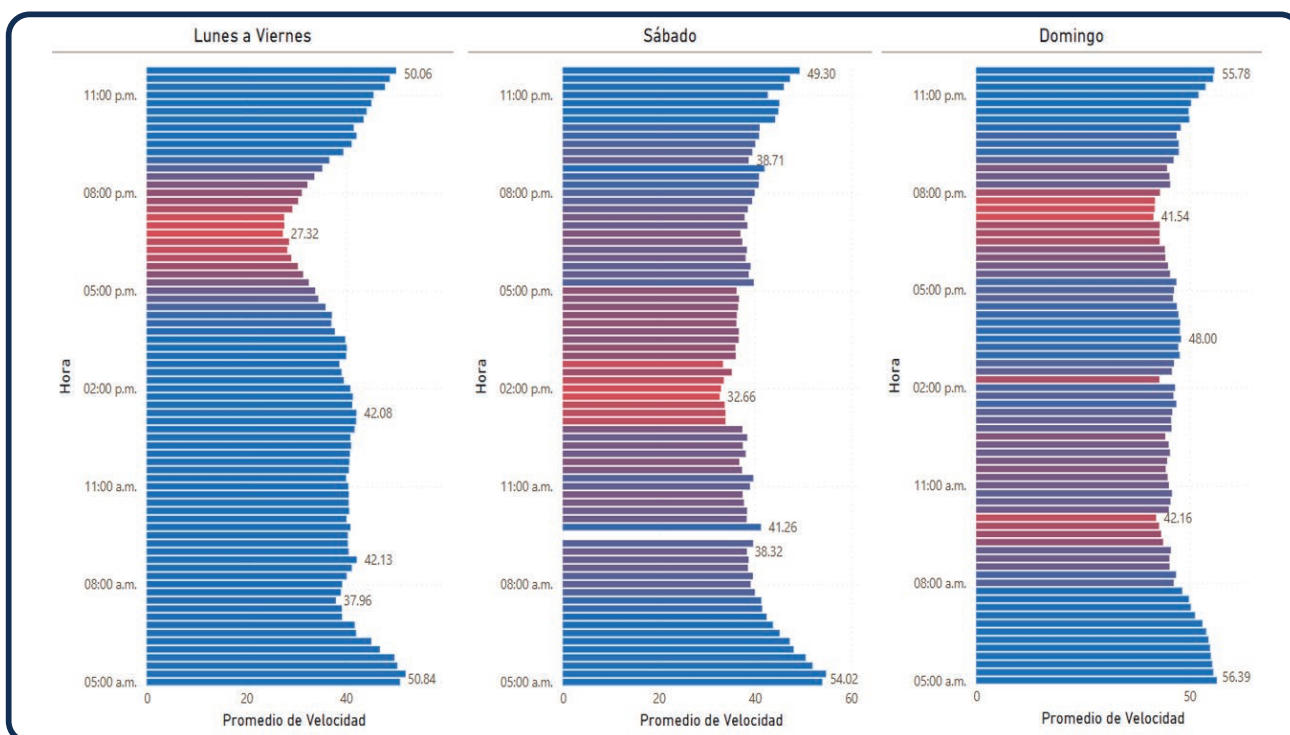 Lunes a Viernes
50.06
11:00 p.m.
08:00 p.m.
27.32
05:00 p.m.
02:00 p.m.
42.08
11:00 a.m.
42.13
08:00 a.m.
37.96
05:00 a.m.
50.84
0
20
40
Hora
Promedio de Velocidad
Sábado
49.30
11:00 p.m.
38.71
08:00 p.m.
05:00 p.m.
02:00 p.m.
32.66
11:00 a.m.
41.26
38.32
08:00 a.m.
05:00 a.m.
54.02
0
20
40
60
Hora
Promedio de Velocidad
Domingo
55.78
11:00 p.m.
08:00 p.m.
41.54
05:00 p.m.
48.00
02:00 p.m.
11:00 a.m.
42.16
08:00 a.m.
05:00 a.m.
56.39
0
50
Hora
Promedio de Velocidad